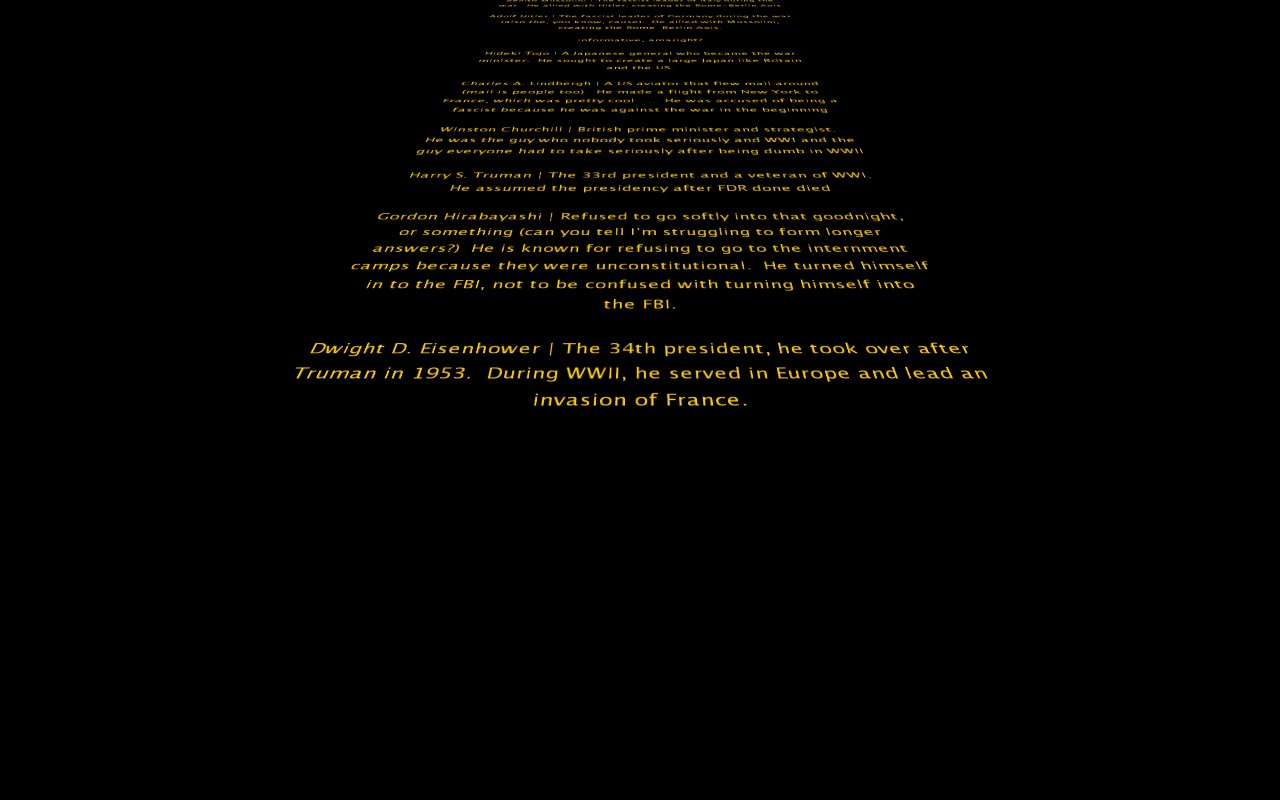 Benito Mussolini | The fascist leader of Italy during the
war.  He allied with Hitler, creating the Rome-Berlin Axis.
Adolf Hitler | The fascist leader of Germany during the war
(also the, you know, cause)  He allied with Mussolini,
creating the Rome-Berlin Axis.
informative, amaright?
Hideki Tojo | A Japanese general who became the war
minister.  He sought to create a large Japan like Britain
and the US.
Charles A. Lindbergh | A US aviator that flew mail around
(mail is people too)   He made a flight from New York to
France, which was pretty cool         He was accused of being a
fascist because he was against the war in the beginning
Winston Churchill | British prime minister and strategist.
He was the guy who nobody took seriously and WWI and the
guy everyone had to take seriously after being dumb in WWII
Harry S. Truman | The 33rd president and a veteran of WWI.
He assumed the presidency after FDR done died
Gordon Hirabayashi | Refused to go softly into that goodnight,
or something (can you tell I'm struggling to form longer
answers?)  He is known for refusing to go to the internment
camps because they were unconstitutional.  He turned himself
in to the FBI, not to be confused with turning himself into
the FBI.
Dwight D. Eisenhower | The 34th president, he took over after
Truman in 1953.  During WWII, he served in Europe and lead an
invasion of France.